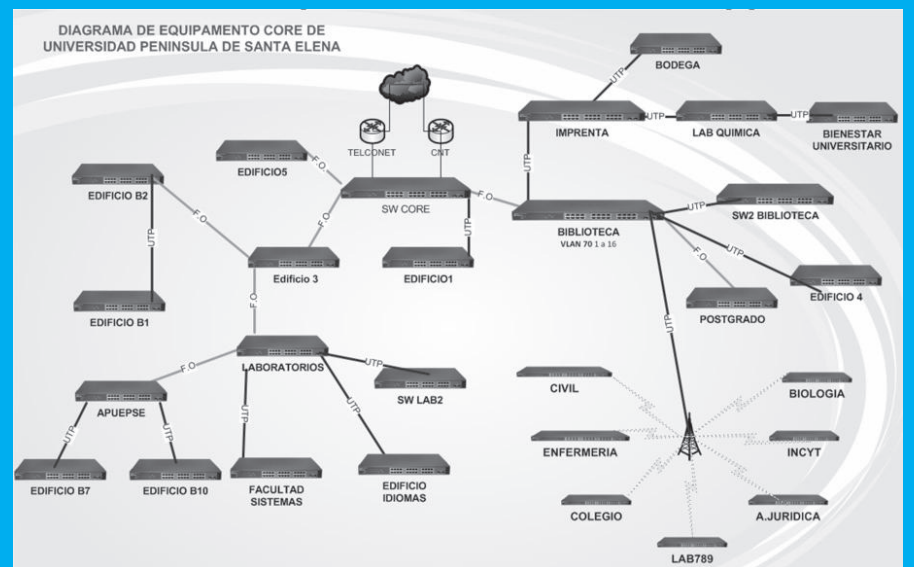 DIAGRAMA DE EQUIPAMENTO CORE DE
UNIVERSIDAD PENINSULA DE SANTA ELENA
BODEGA
UTP
IMPRENTA
UTP
LAB QUIMICA
UTP
BIENESTAR
UNIVERSITARIO
TELCONET
CNT
EDIFICIO5
F.O.
SW CORE
F.O
UTP
EDIFICIO B2
F.O
F.O
UTP
UTP
SW2 BIBLIOTECA
BIBLIOTECA
VLAN 70 1 a 16
UTP
F.O
UTP
Edificio 3
EDIFICIO1
EDIFICIO 4
POSTGRADO
F.O
EDIFICIO B1
UTP
LABORATORIOS
UTP
F.O
SW LAB2
CIVIL
BIOLOGIA
APUEPSE
UTP
UTP
UTP
UTP
ENFERMERIA
INCYT
EDIFICIO B7
EDIFICIO B10
FACULTAD
SISTEMAS
EDIFICIO
IDIOMAS
COLEGIO
A.JURIDICA
LAB789